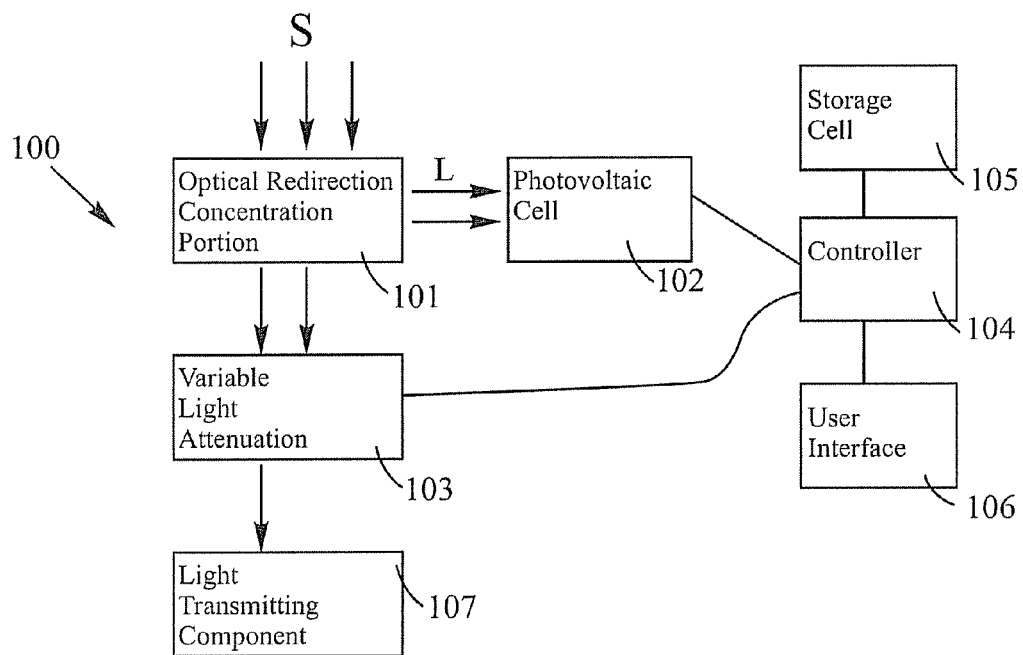 S
100
Optical Redirection
Concentration
Portion
101
L
Photovoltaic
Cell
102
Storage
Cell
105
Controller
104
Variable
Light
Attenuation
103
User
Interface
106
Light
Transmitting
Component
107